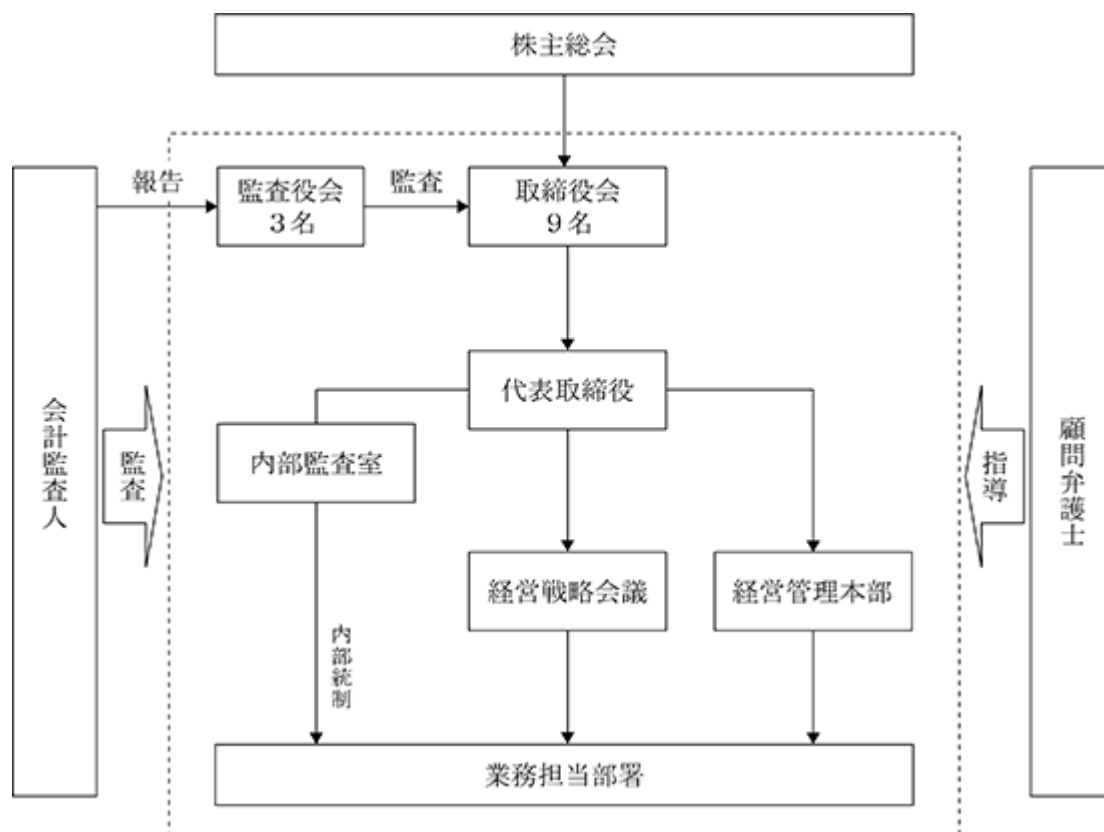 株主総会
報告
監査役会
３名
監査
取締役会
９名
代表取締役
内部監査室
会計監査人
監査
指導
顧問弁護士
経営戦略会議
経営管理本部
内部統制
業務担当部署